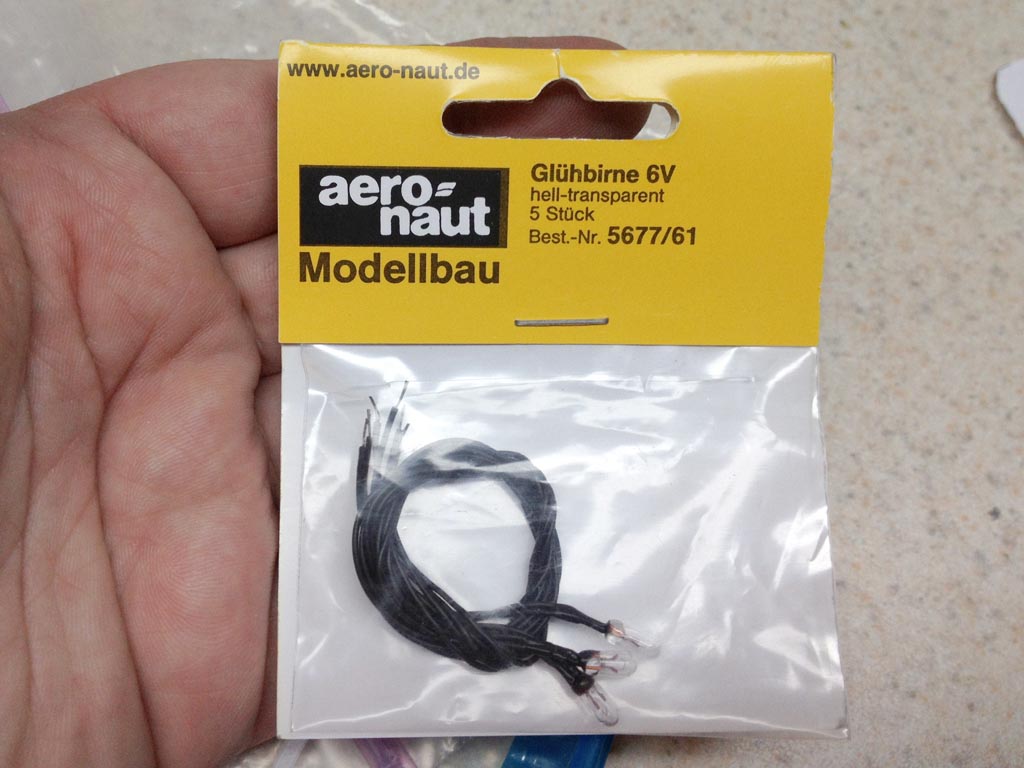 www.aero-naut.de
aero-
naut
Modellbau
Glühbirne 6V
hell-transparent
5 Stück
Best.-Nr. 5677/61